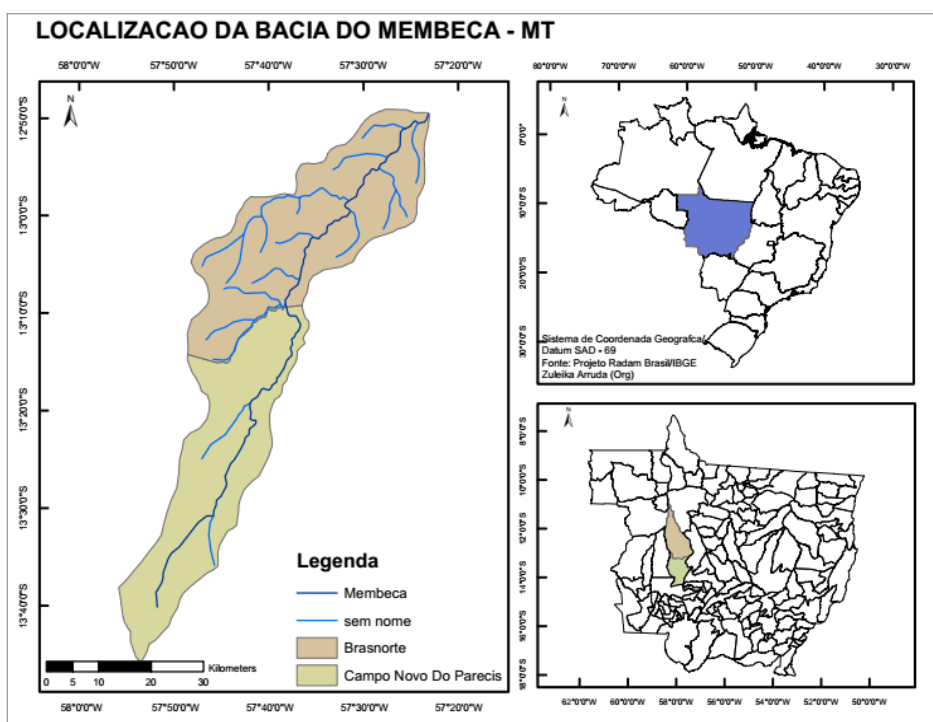 LOCALIZACAO DA BACIA DO MEMBECA - MT
58°0'0"W 57°50'0"W 57°40'0"W 57°30'0"W 57°20'0"W
N
12°50'0"S
13°0'0"S
13°10'0"S
13°20'0"S
13°30'0"S
13°40'0"S
Legenda
Membeca
sem nome
Brasnorte
Campo Novo Do Parecis
Kilometers
0 5 10 20 30
58°0'0"W 57°50'0"W 57°40'0"W 57°30'0"W 57°20'0"W
80°0'0"W 70°0'0"W 60°0'0"W 50°0'0"W 40°0'0"W 30°0'0"W
N
0°0'0"
10°0'0"S
20°0'0"S
30°0'0"S
Sistema de Coordenada Geografca/
Datum SAD - 69
Fonte: Projeto Radam Brasil/IBGE
Zuleika Arruda (Org)
N
8°0'0"S
10°0'0"S
12°0'0"S
14°0'0"S
16°0'0"S
18°0'0"S
62°0'0"W 60°0'0"W 58°0'0"W 56°0'0"W 54°0'0"W 52°0'0"W 50°0'0"W